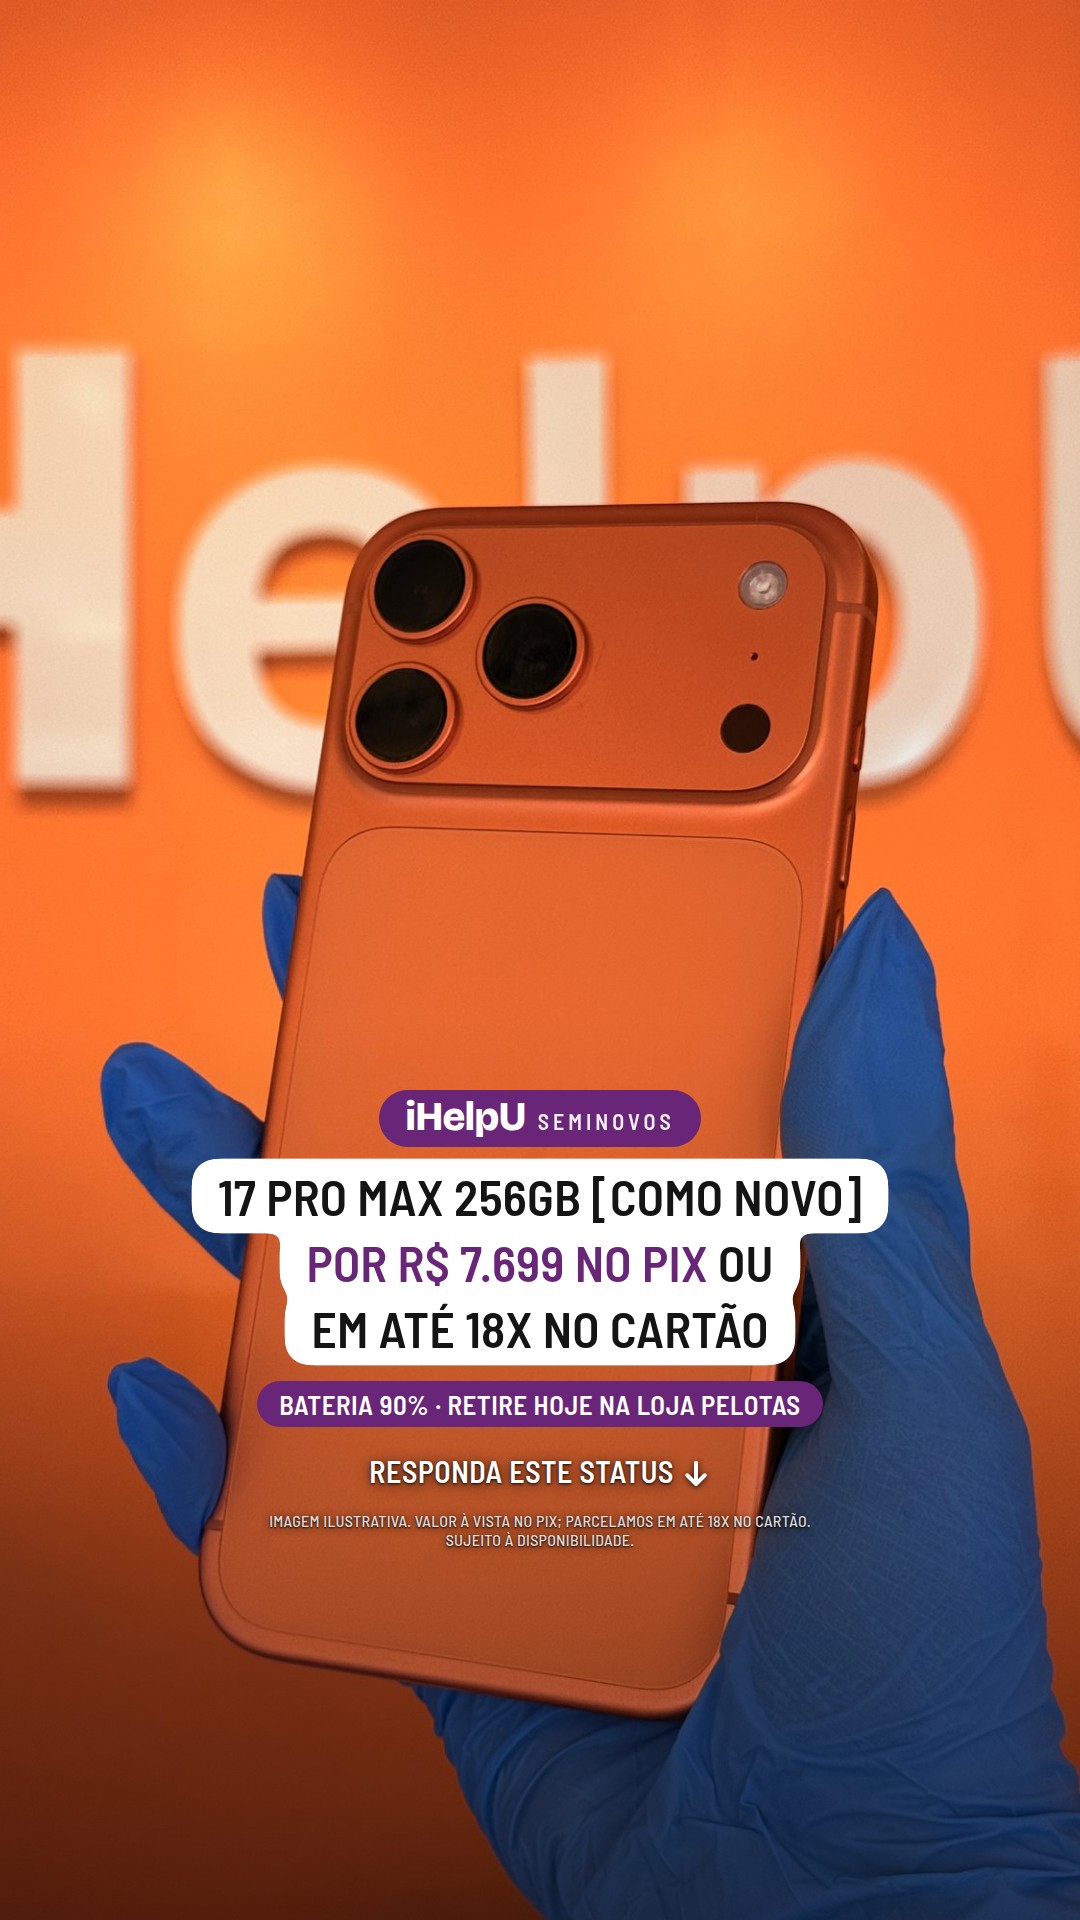 HelpU
iHelpU SEMINOVOS
17 PRO MAX 256GB [COMO NOVO]
POR R$ 7.699 NO PIX OU
EM ATÉ 18X NO CARTÃO
BATERIA 90% · RETIRE HOJE NA LOJA PELOTAS
RESPONDA ESTE STATUS ↓
IMAGEM ILUSTRATIVA. VALOR À VISTA NO PIX; PARCELAMOS EM ATÉ 18X NO CARTÃO.
SUJEITO À DISPONIBILIDADE.